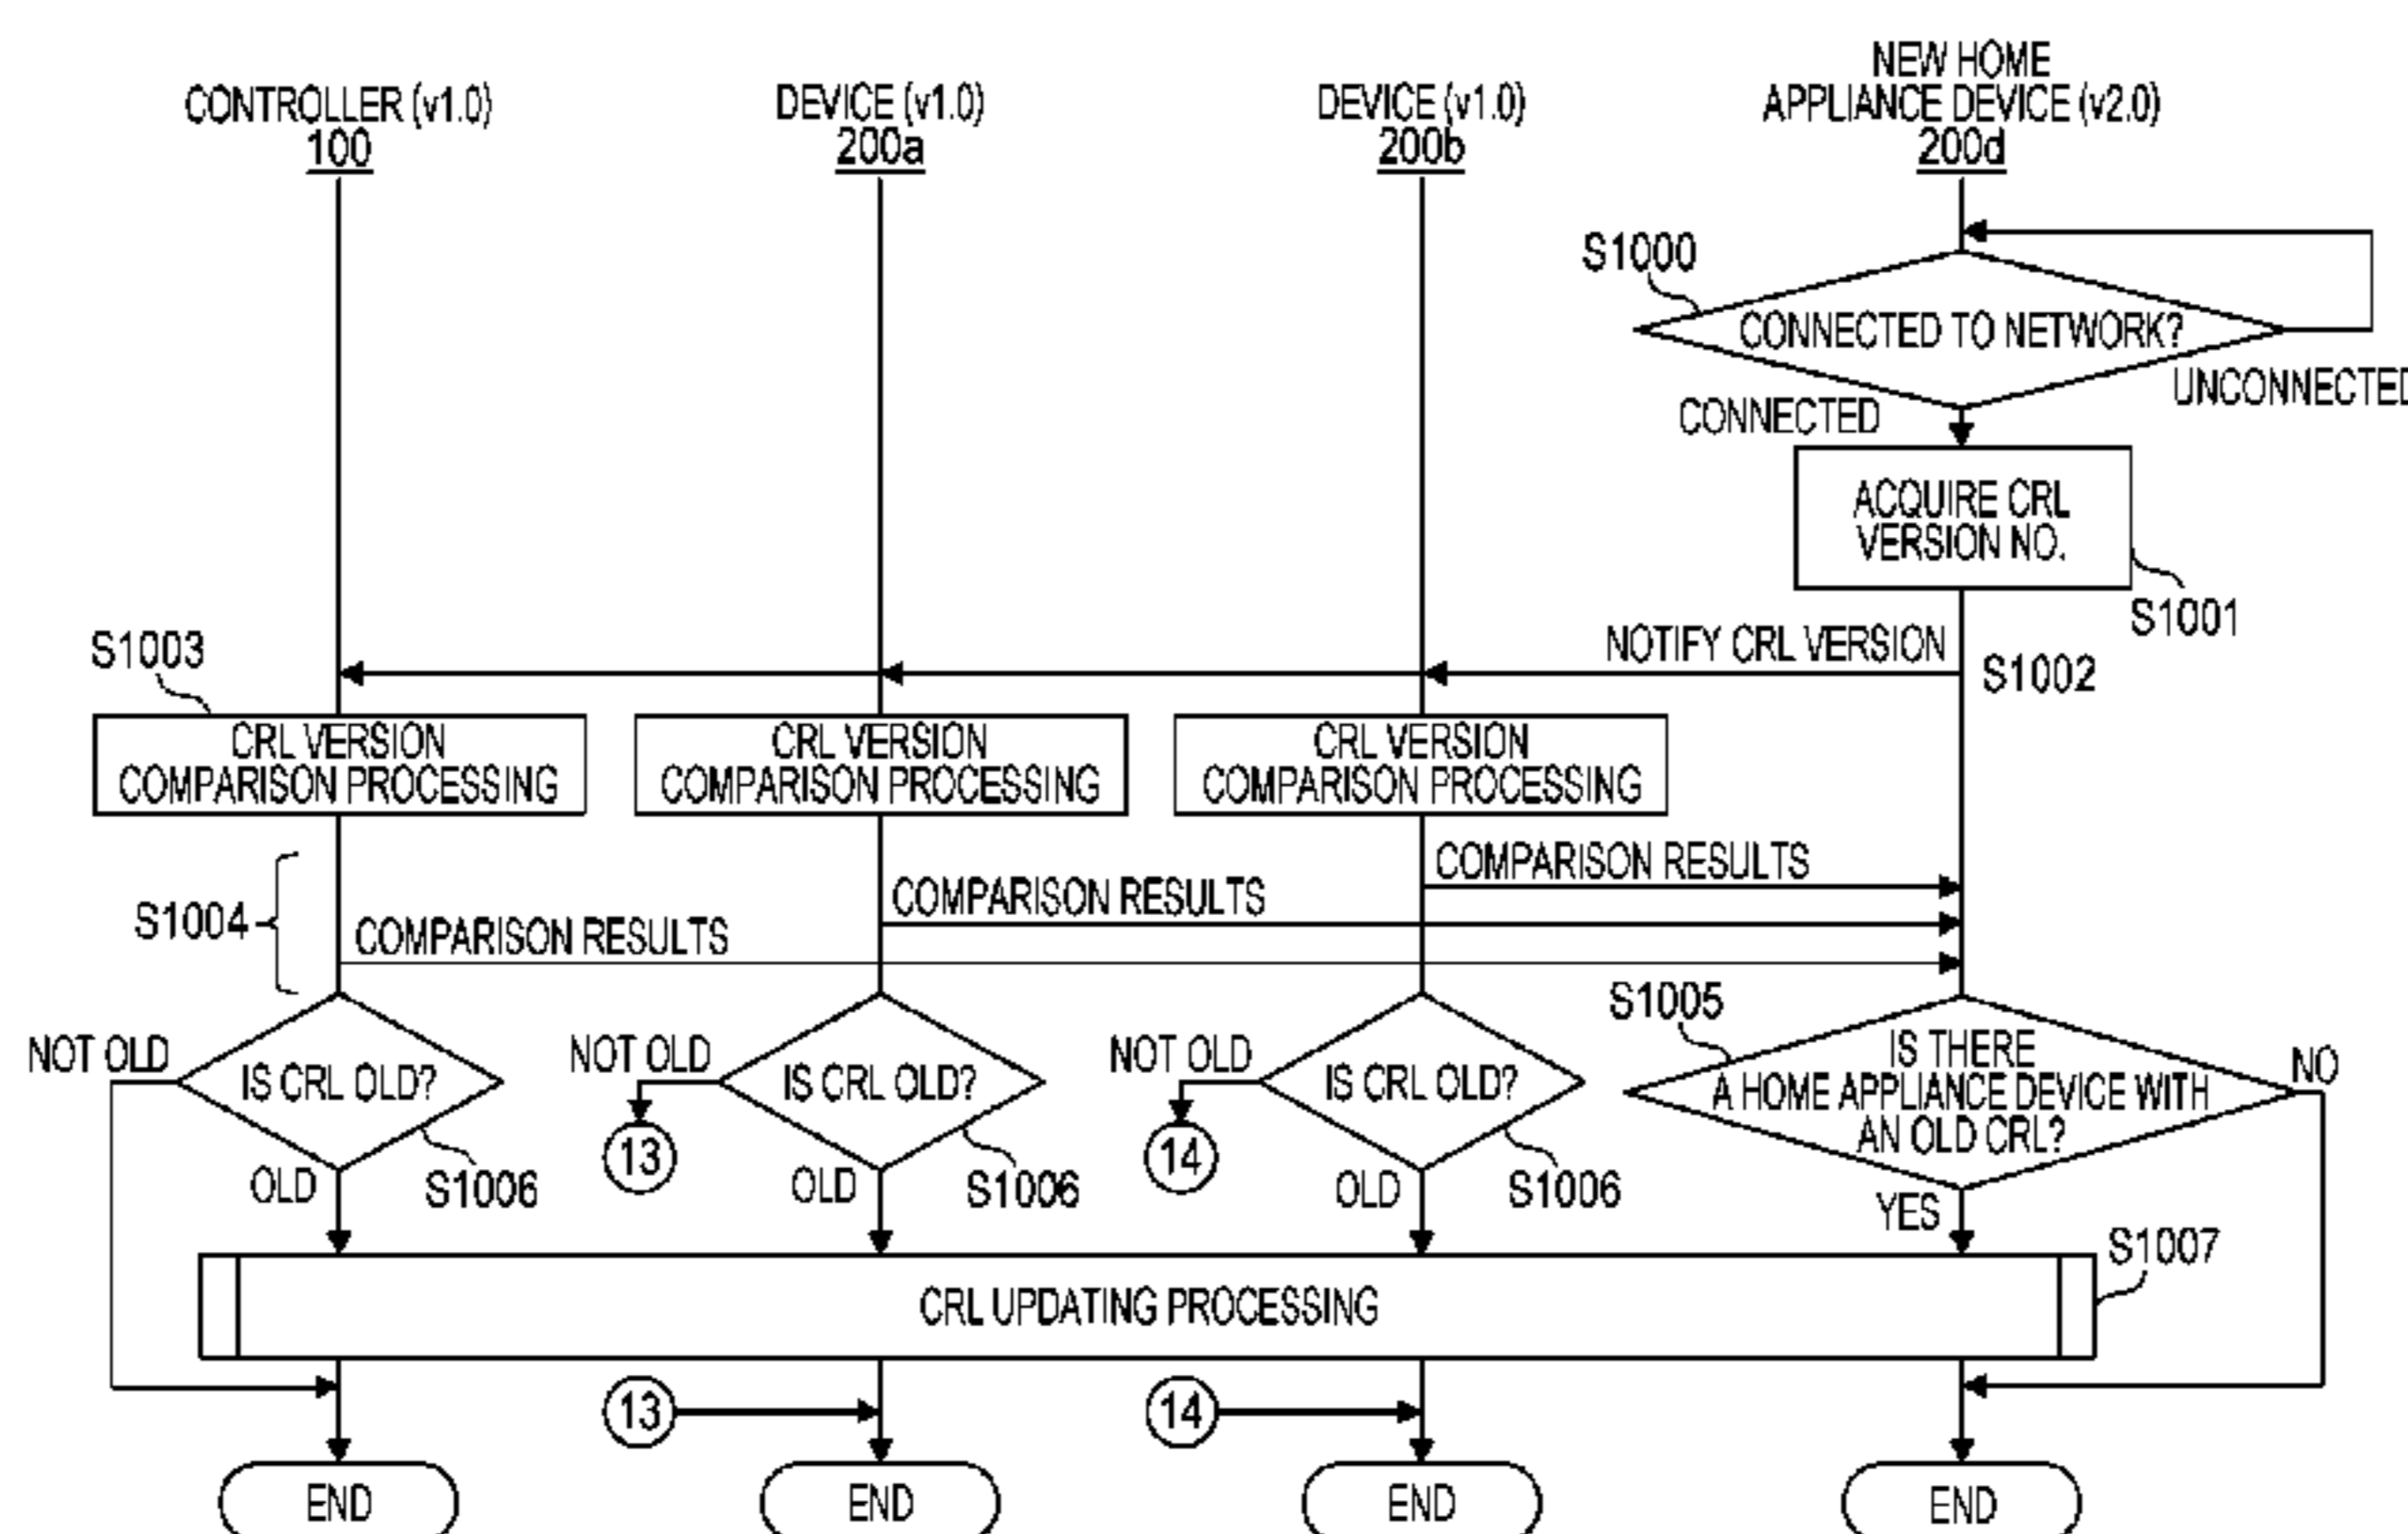 CONTROLLER (v1.0)
100
DEVICE (v1.0)
200a
DEVICE (v1.0)
200b
NEW HOME
APPLIANCE DEVICE (v2.0)
200d
S1000
CONNECTED TO NETWORK?
UNCONNECTED
CONNECTED
ACQUIRE CRL
VERSION NO.
S1001
NOTIFY CRL VERSION
S1002
S1003
CRL VERSION
COMPARISON PROCESSING
CRL VERSION
COMPARISON PROCESSING
CRL VERSION
COMPARISON PROCESSING
COMPARISON RESULTS
COMPARISON RESULTS
COMPARISON RESULTS
S1004
S1005
NOT OLD
IS CRL OLD?
NOT OLD
IS CRL OLD?
NOT OLD
IS CRL OLD?
IS THERE
A HOME APPLIANCE DEVICE WITH
AN OLD CRL?
NO
13
14
OLD
S1006
OLD
S1006
OLD
S1006
YES
S1007
CRL UPDATING PROCESSING
13
14
END
END
END
END